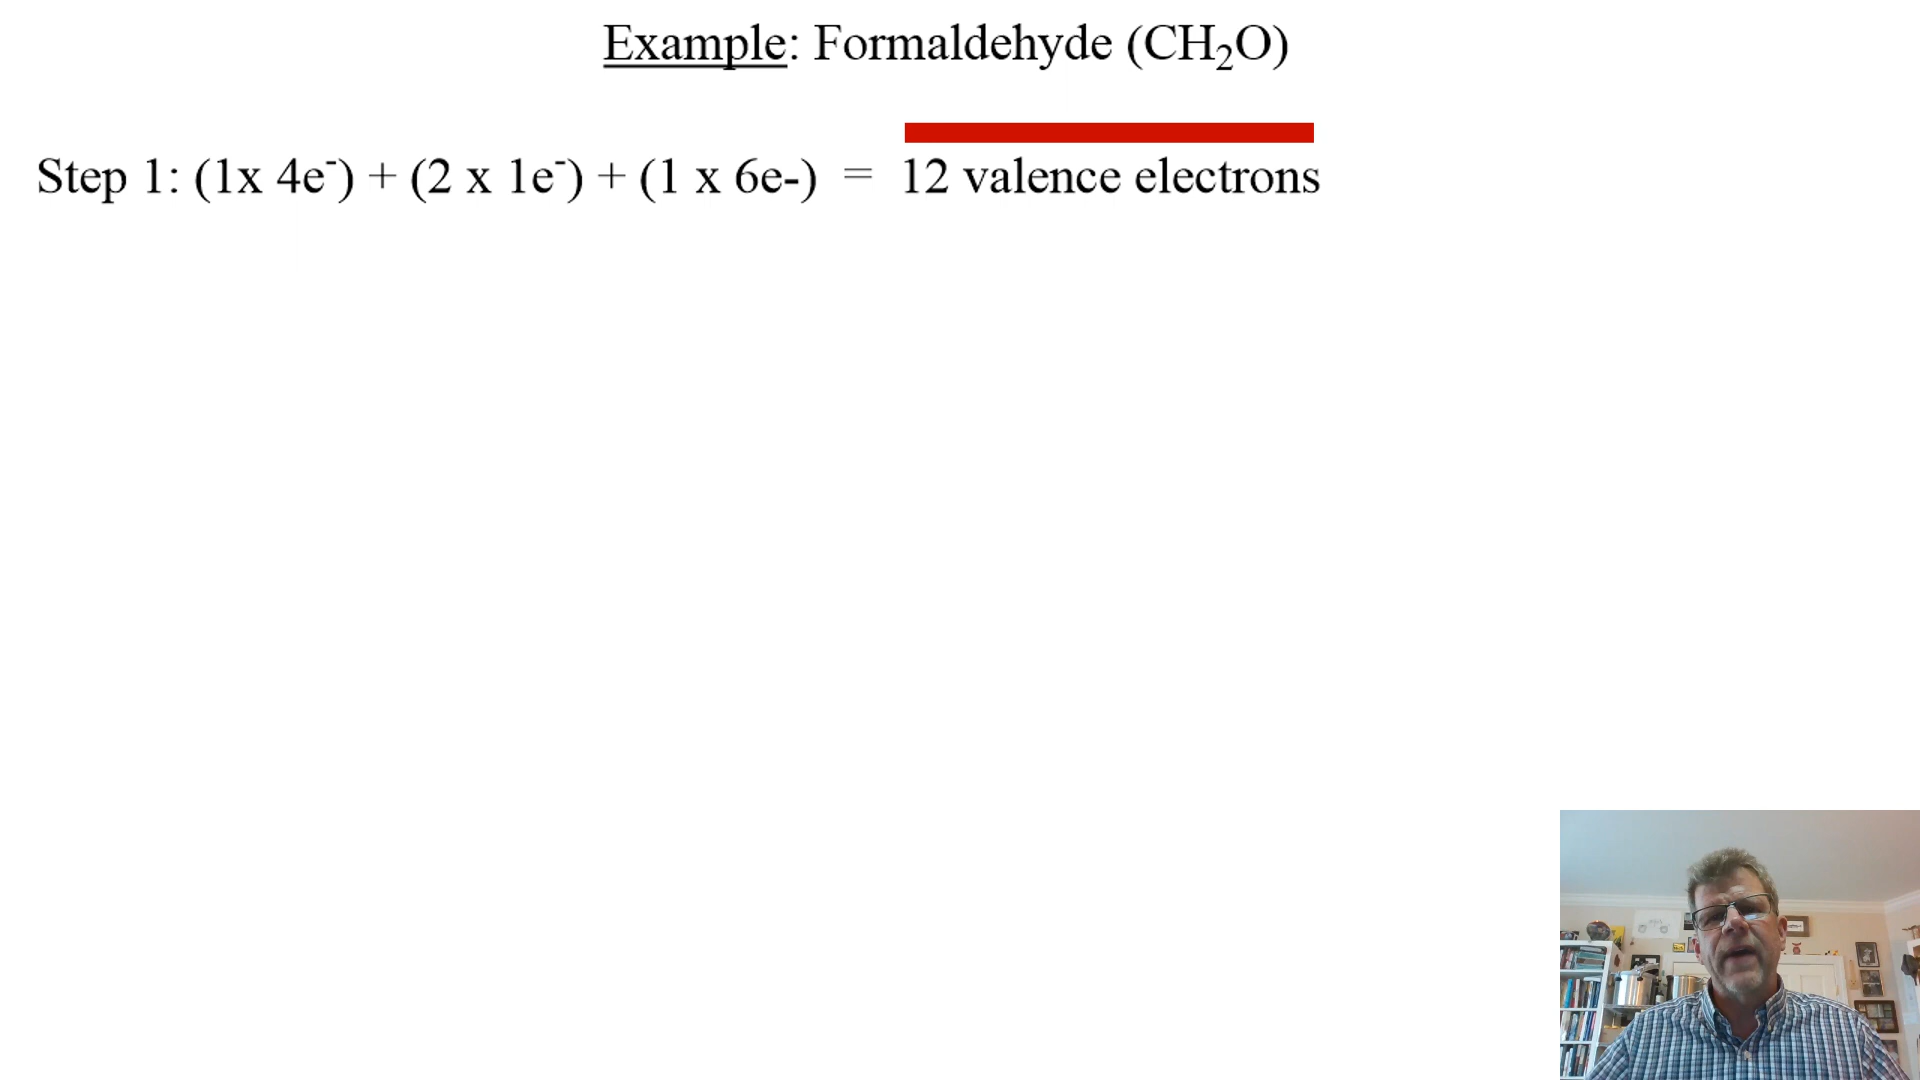 Example: Formaldehyde (CH₂O)
Step 1: (1x 4e⁻) + (2 x 1e⁻) + (1 x 6e-) = 12 valence electrons